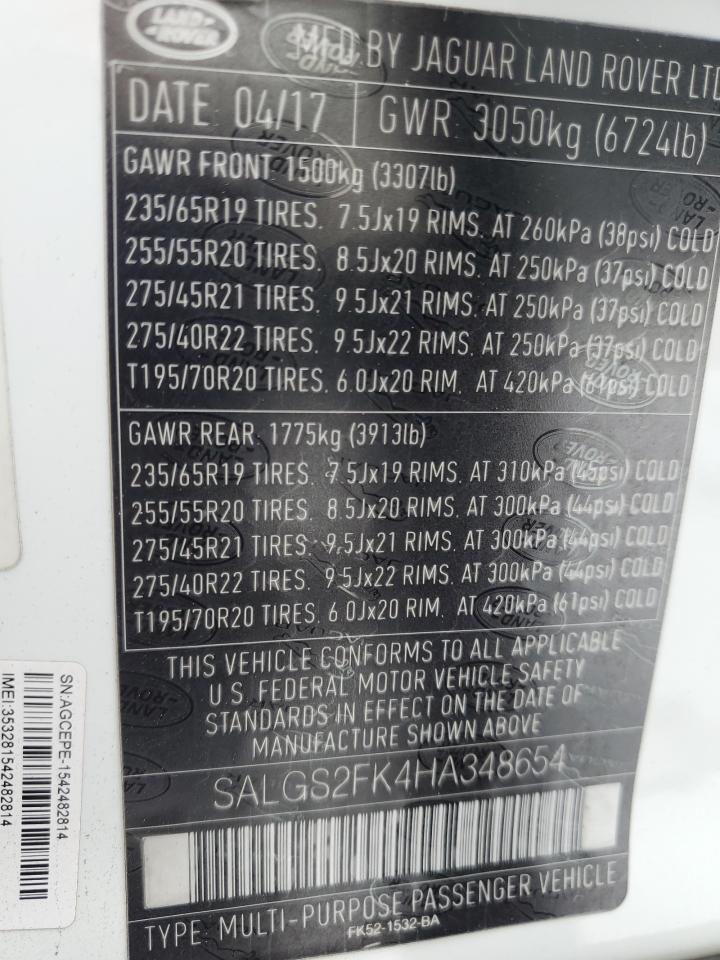 LAND ROVER
MFD BY JAGUAR LAND ROVER LTD
DATE 04/17 GWR 3050kg (6724lb)
GAWR FRONT. 1500kg (3307lb)
235/65R19 TIRES. 7.5Jx19 RIMS. AT 260kPa (38psi) COLD
255/55R20 TIRES. 8.5Jx20 RIMS. AT 250kPa (37psi) COLD
275/45R21 TIRES. 9.5Jx21 RIMS. AT 250kPa (37psi) COLD
275/40R22 TIRES. 9.5Jx22 RIMS. AT 250kPa (37psi) COLD
T195/70R20 TIRES. 6.0Jx20 RIM. AT 420kPa (61psi) COLD
GAWR REAR. 1775kg (3913lb)
235/65R19 TIRES. 7.5Jx19 RIMS. AT 310kPa (45psi) COLD
255/55R20 TIRES. 8.5Jx20 RIMS. AT 300kPa (44psi) COLD
275/45R21 TIRES. 9.5Jx21 RIMS. AT 300kPa (44psi) COLD
275/40R22 TIRES. 9.5Jx22 RIMS. AT 300kPa (44psi) COLD
T195/70R20 TIRES. 6.0Jx20 RIM. AT 420kPa (61psi) COLD
THIS VEHICLE CONFORMS TO ALL APPLICABLE
U.S. FEDERAL MOTOR VEHICLE SAFETY
STANDARDS IN EFFECT ON THE DATE OF
MANUFACTURE SHOWN ABOVE
SALGS2FK4HA348654
TYPE MULTI-PURPOSE PASSENGER VEHICLE
FK52-1532-BA
SN:AGCEPE-1542482814
IMEI:353281542482814